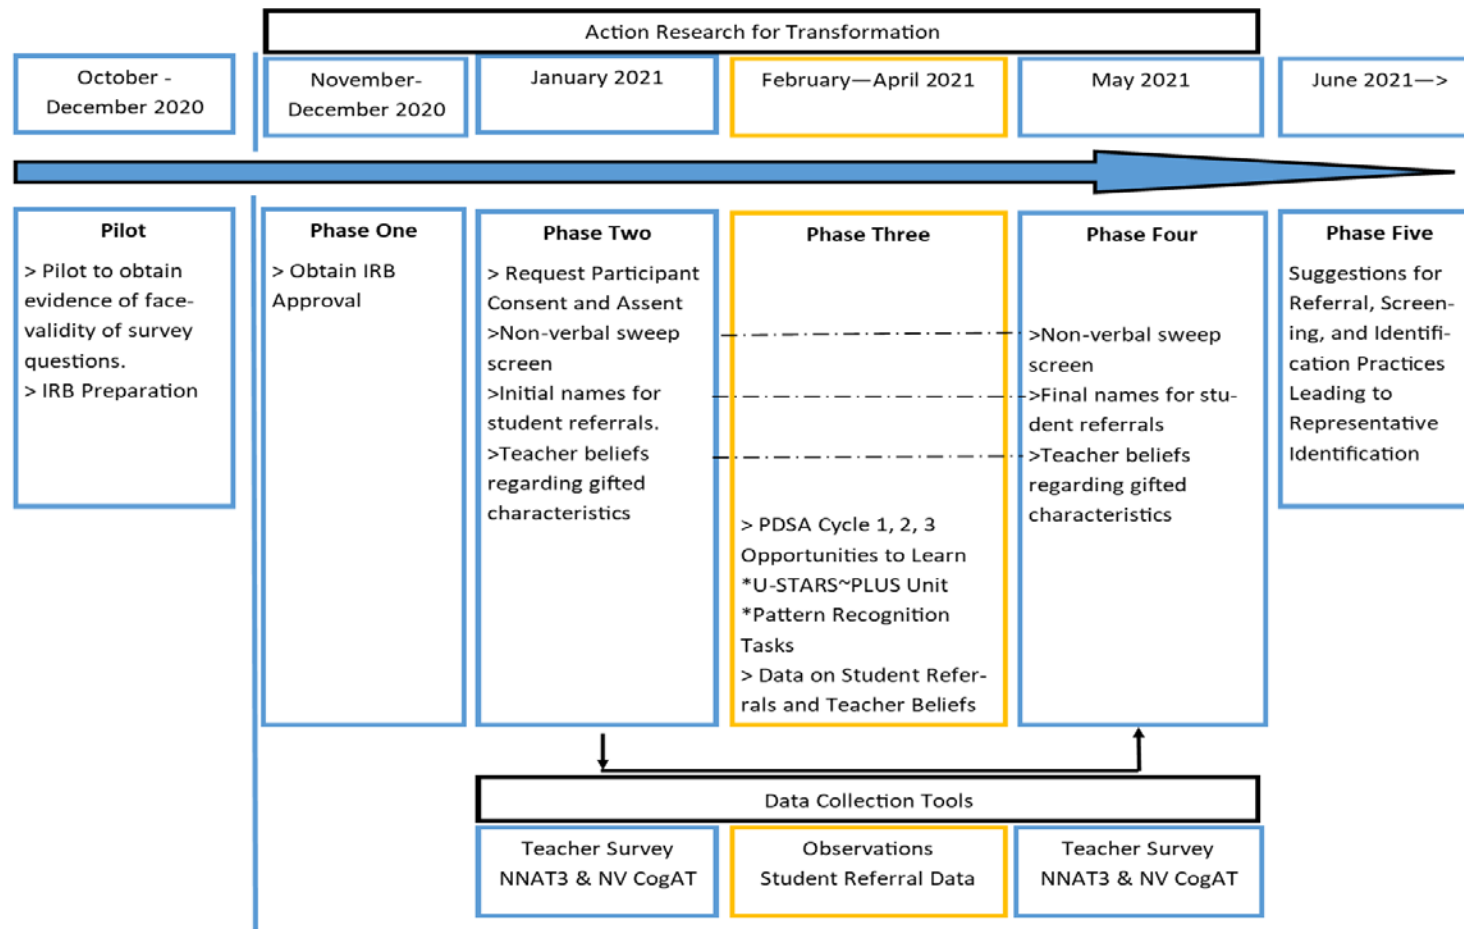 Action Research for Transformation
October -
December 2020
November-
December 2020
January 2021
February—April 2021
May 2021
June 2021—>
Pilot
> Pilot to obtain
evidence of face-
validity of survey
questions.
> IRB Preparation
Phase One
> Obtain IRB
Approval
Phase Two
> Request Participant
Consent and Assent
>Non-verbal sweep
screen
>Initial names for
student referrals.
>Teacher beliefs
regarding gifted
characteristics
Phase Three
> PDSA Cycle 1, 2, 3
Opportunities to Learn
*U-STARS~PLUS Unit
*Pattern Recognition
Tasks
> Data on Student Refer-
rals and Teacher Beliefs
Phase Four
>Non-verbal sweep
screen
>Final names for stu-
dent referrals
>Teacher beliefs
regarding gifted
characteristics
Phase Five
Suggestions for
Referral, Screen-
ing, and Identifi-
cation Practices
Leading to
Representative
Identification
Data Collection Tools
Teacher Survey
NNAT3 & NV CogAT
Observations
Student Referral Data
Teacher Survey
NNAT3 & NV CogAT